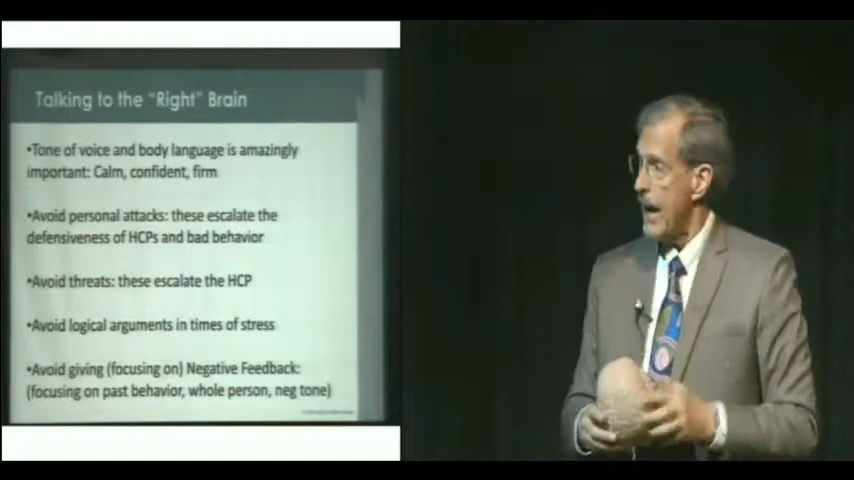 Talking to the “Right” Brain
•Tone of voice and body language is amazingly
important: Calm, confident, firm
•Avoid personal attacks: these escalate the
defensiveness of HCPs and bad behavior
•Avoid threats: these escalate the HCP
•Avoid logical arguments in times of stress
•Avoid giving (focusing on) Negative Feedback:
(focusing on past behavior, whole person, neg tone)